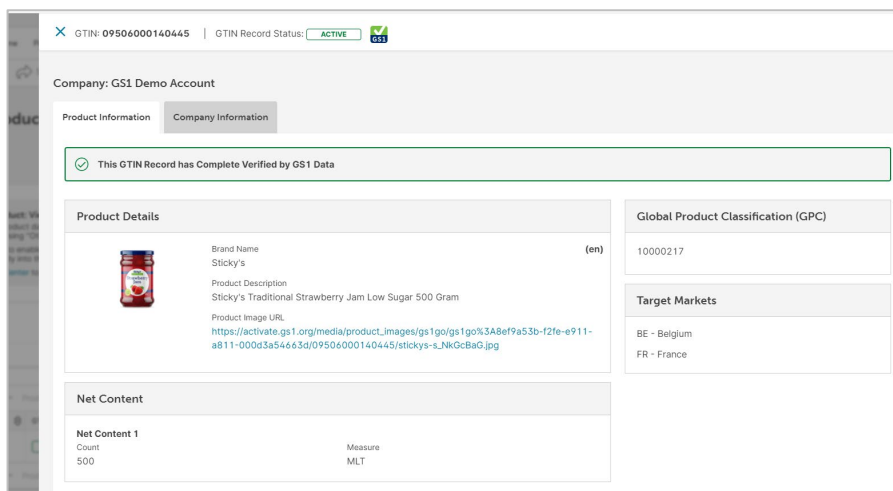 GTIN: 09506000140445 | GTIN Record Status: ACTIVE GS1
Company: GS1 Demo Account
Product Information Company Information
This GTIN Record has Complete Verified by GS1 Data
Product Details
Brand Name (en)
Sticky's
Product Description
Sticky's Traditional Strawberry Jam Low Sugar 500 Gram
Product Image URL
https://activate.gs1.org/media/product_images/gs1go/gs1go%3A8ef9a53b-f2fe-e911-
a811-000d3a54663d/09506000140445/stickys-s_NkGcBaG.jpg
Global Product Classification (GPC)
10000217
Target Markets
BE - Belgium
FR - France
Net Content
Net Content 1
Count Measure
500 MLT